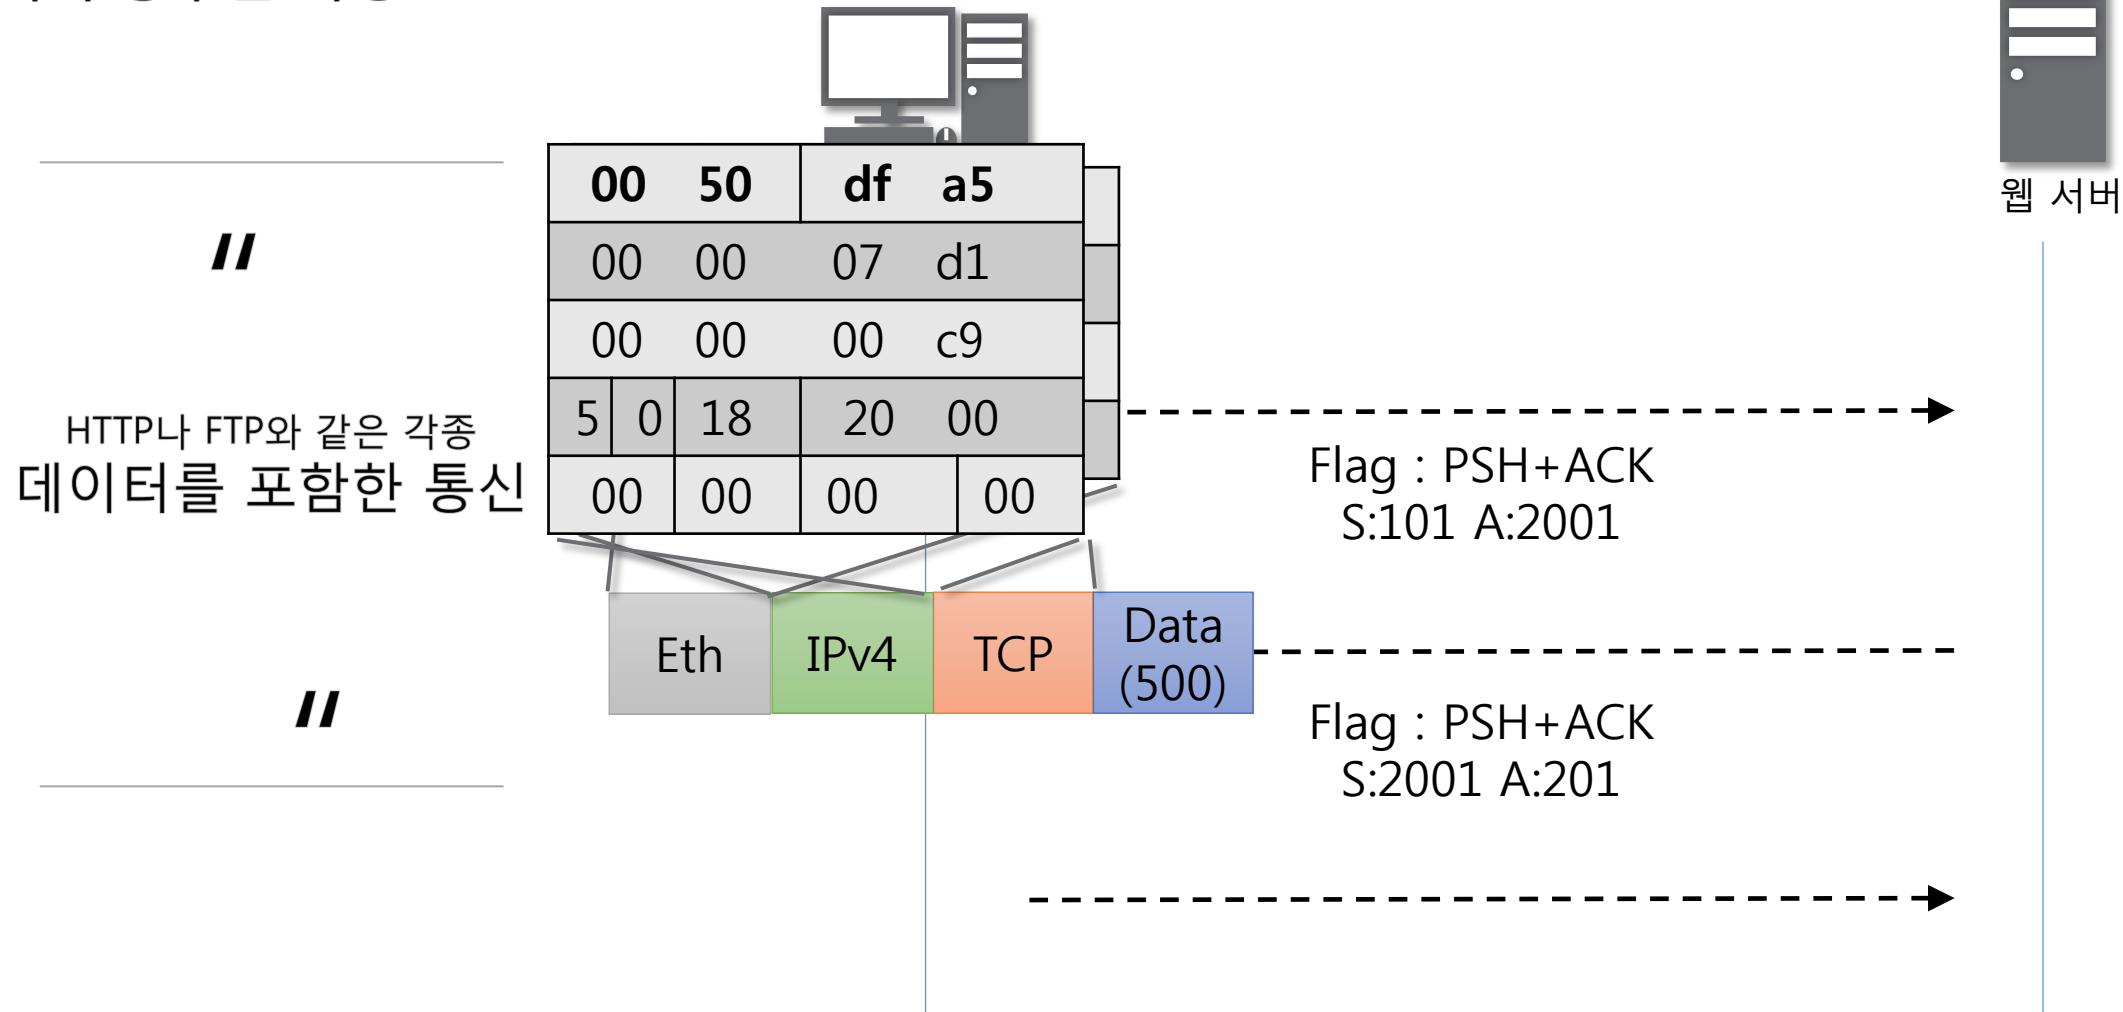 웹 서버
"
HTTP나 FTP와 같은 각종
데이터를 포함한 통신
"
00 50 df a5
00 00 07 d1
00 00 00 c9
5 0 18 20 00
00 00 00 00
Flag : PSH+ACK
S:101 A:2001
Eth IPv4 TCP Data
(500)
Flag : PSH+ACK
S:2001 A:201